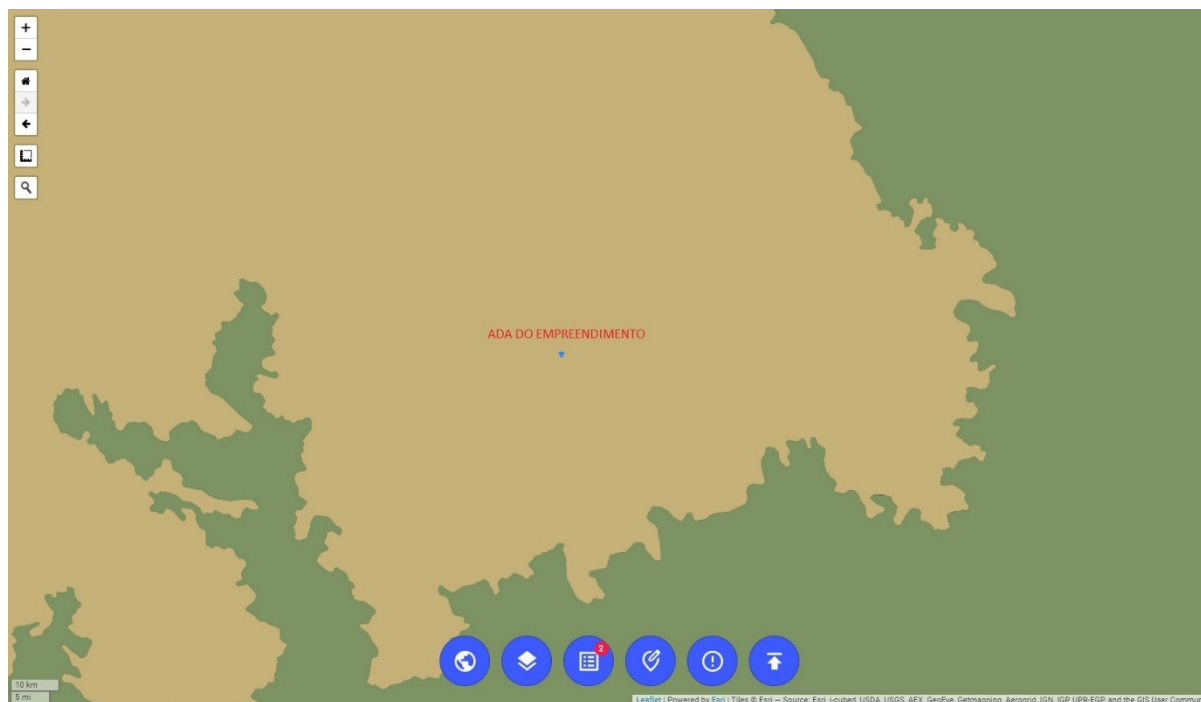 +
−
ADA DO EMPREENDIMENTO
2
10 km
5 mi
Leaflet | Powered by Esri | Tiles © Esri — Source: Esri, i-cubed, USDA, USGS, AEX, GeoEye, Getmapping, Aerogrid, IGN, IGP, UPR-EGP, and the GIS User Commun